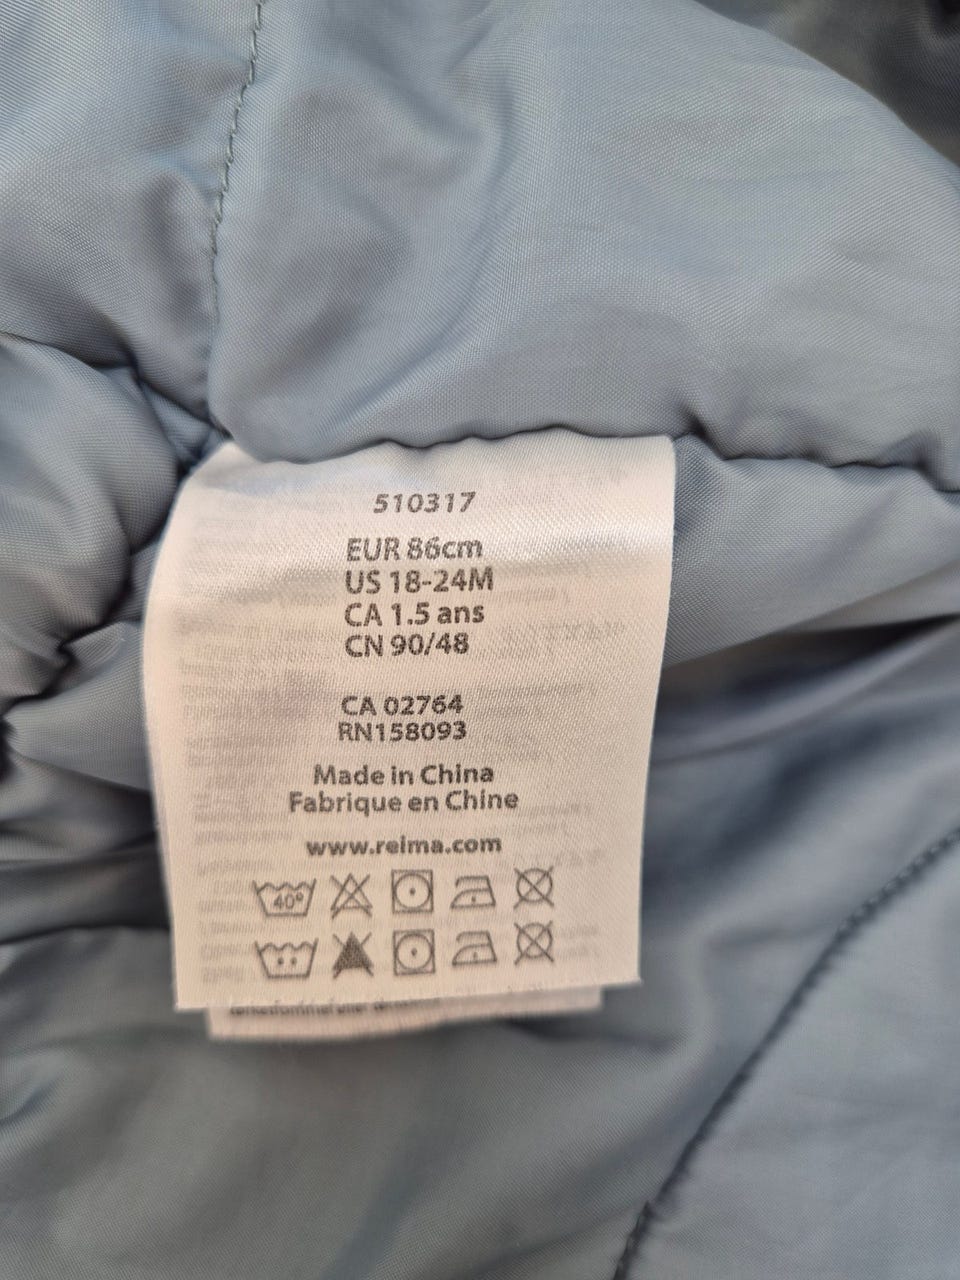 510317
EUR 86cm
US 18-24M
CA 1.5 ans
CN 90/48
CA 02764
RN158093
Made in China
Fabrique en Chine
www.reima.com
40°